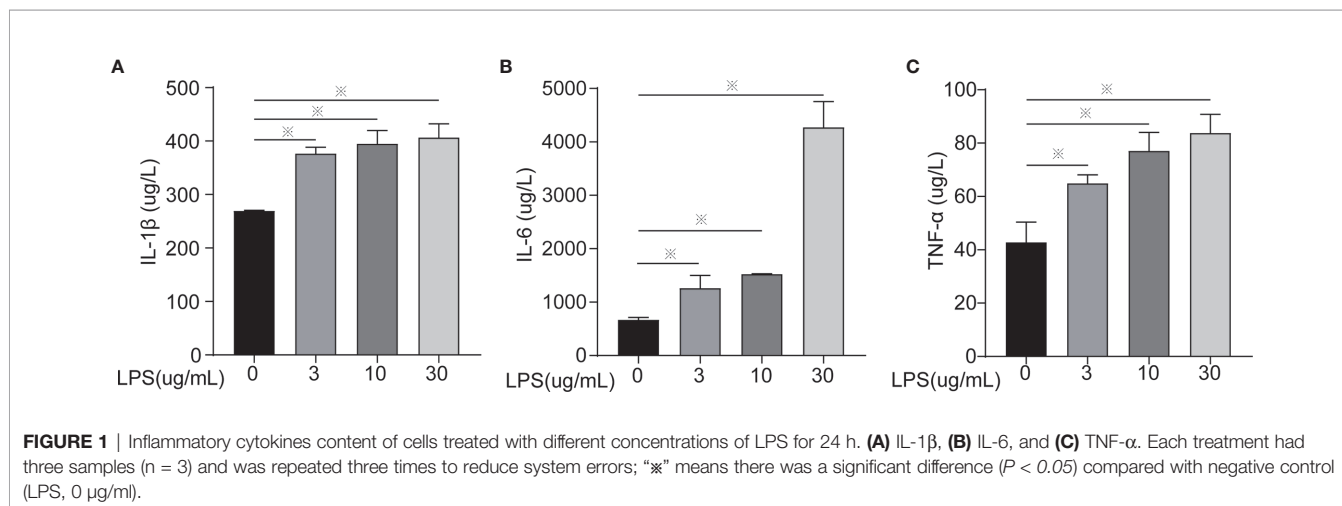 A
B
C
500
400
300
200
100
0
IL-1β (ug/L)
※
※
※
LPS(ug/mL) 0 3 10 30
5000
4000
3000
2000
1000
0
IL-6 (ug/L)
※
※
※
LPS(ug/mL) 0 3 10 30
100
80
60
40
20
0
TNF-α (ug/L)
※
※
※
LPS(ug/mL) 0 3 10 30
FIGURE 1 | Inflammatory cytokines content of cells treated with different concentrations of LPS for 24 h. (A) IL-1β, (B) IL-6, and (C) TNF-α. Each treatment had
three samples (n = 3) and was repeated three times to reduce system errors; “※” means there was a significant difference (P < 0.05) compared with negative control
(LPS, 0 μg/ml).